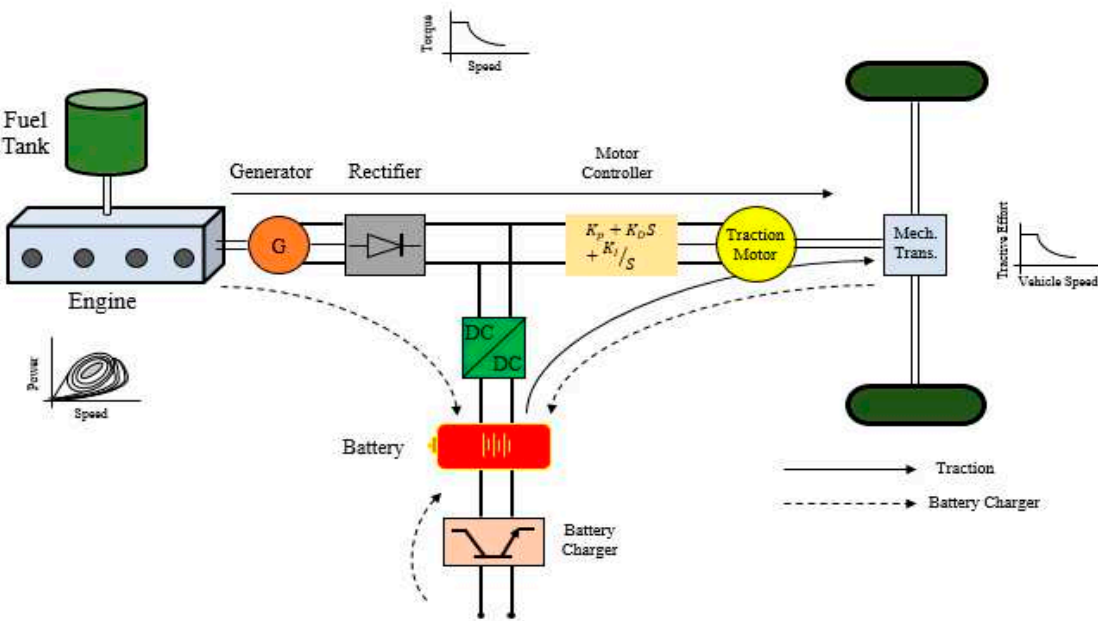 Torque
Speed
Fuel
Tank
Generator
Rectifier
Motor
Controller
G
K_P + K_D S
+ K_I/S
Traction
Motor
Mech.
Trans.
Tractive Effort
Vehicle Speed
Engine
DC
DC
Power
Speed
Battery
Traction
Battery Charger
Battery
Charger